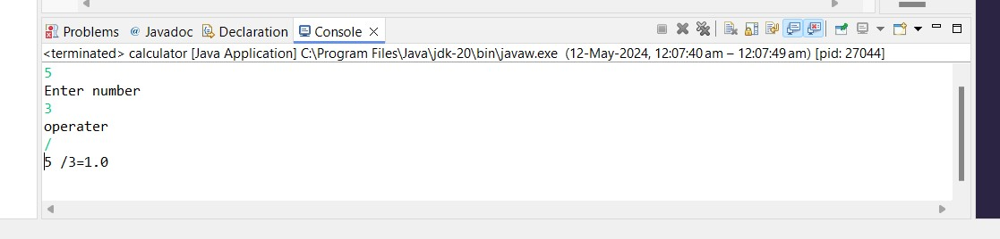 Problems @ Javadoc Declaration Console
<terminated> calculator [Java Application] C:\Program Files\Java\jdk-20\bin\javaw.exe (12-May-2024, 12:07:40 am – 12:07:49 am) [pid: 27044]
5
Enter number
3
operater
/
5 /3=1.0